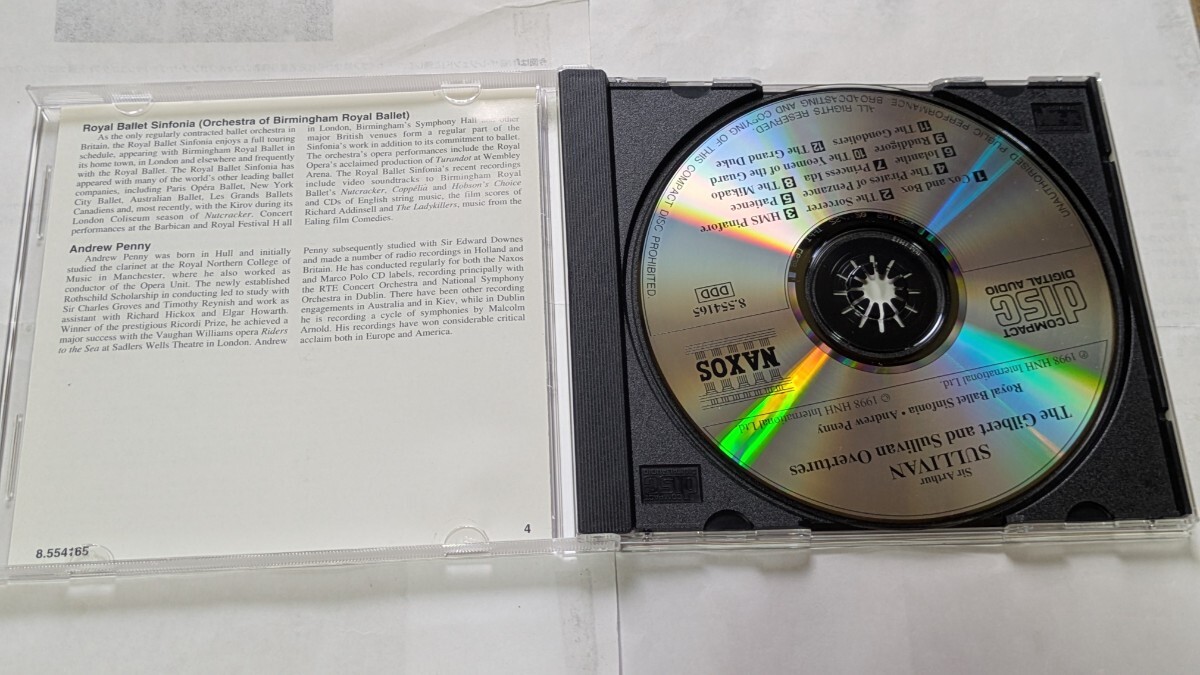 Royal Ballet Sinfonia (Orchestra of Birmingham Royal Ballet)
As the only regularly contracted ballet orchestra in
Britain, the Royal Ballet Sinfonia enjoys a full touring
schedule, appearing with Birmingham Royal Ballet in
its home town, in London and elsewhere and frequently
with the Royal Ballet. The Royal Ballet Sinfonia has
appeared with many of the world's other leading ballet
companies, including Paris Opéra Ballet, New York
City Ballet, Australian Ballet, Les Grands Ballets
Canadiens and, most recently, with the Kirov during its
London Coliseum season of Nutcracker. Concert
performances at the Barbican and Royal Festival Hall
in London, Birmingham's Symphony Hall and other
major British venues form a regular part of the
Sinfonia's work in addition to its commitment to ballet.
The orchestra's opera performances include the Royal
Opera's acclaimed production of Turandot at Wembley
Arena. The Royal Ballet Sinfonia's recent recordings
include video soundtracks to Birmingham Royal
Ballet's Nutcracker, Coppélia and Hobson's Choice
and CDs of English string music, the film scores of
Richard Addinsell and The Ladykillers, music from the
Ealing film Comedies.
Andrew Penny
Andrew Penny was born in Hull and initially
studied the clarinet at the Royal Northern College of
Music in Manchester, where he also worked as
conductor of the Opera Unit. The newly established
Rothschild Scholarship in conducting led to study with
Sir Charles Groves and Timothy Reynish and work as
assistant with Richard Hickox and Elgar Howarth.
Winner of the prestigious Ricordi Prize, he achieved a
major success with the Vaughan Williams opera Riders
to the Sea at Sadlers Wells Theatre in London. Andrew
Penny subsequently studied with Sir Edward Downes
and made a number of radio recordings in Holland and
Britain. He has conducted regularly for both the Naxos
and Marco Polo CD labels, recording principally with
the RTE Concert Orchestra and National Symphony
Orchestra in Dublin. There have been other recording
engagements in Australia and in Kiev, while in Dublin
he is recording a cycle of symphonies by Malcolm
Arnold. His recordings have won considerable critical
acclaim both in Europe and America.
8.554165
4
Sir Arthur
SULLIVAN
The Gilbert and Sullivan Overtures
Royal Ballet Sinfonia • Andrew Penny
℗ 1998 HNH International Ltd.
© 1998 HNH International Ltd.
NAXOS
COMPACT
disc
DIGITAL AUDIO
DDD
8.554165
1 Cox and Box
2 The Sorcerer
3 HMS Pinafore
4 The Pirates of Penzance
5 Patience
6 Iolanthe
7 Princess Ida
8 The Mikado
9 Ruddigore
10 The Yeomen of the Guard
11 The Gondoliers
12 The Grand Duke
ALL RIGHTS RESERVED. UNAUTHORISED PUBLIC PERFORMANCE, BROADCASTING AND COPYING OF THIS COMPACT DISC PROHIBITED